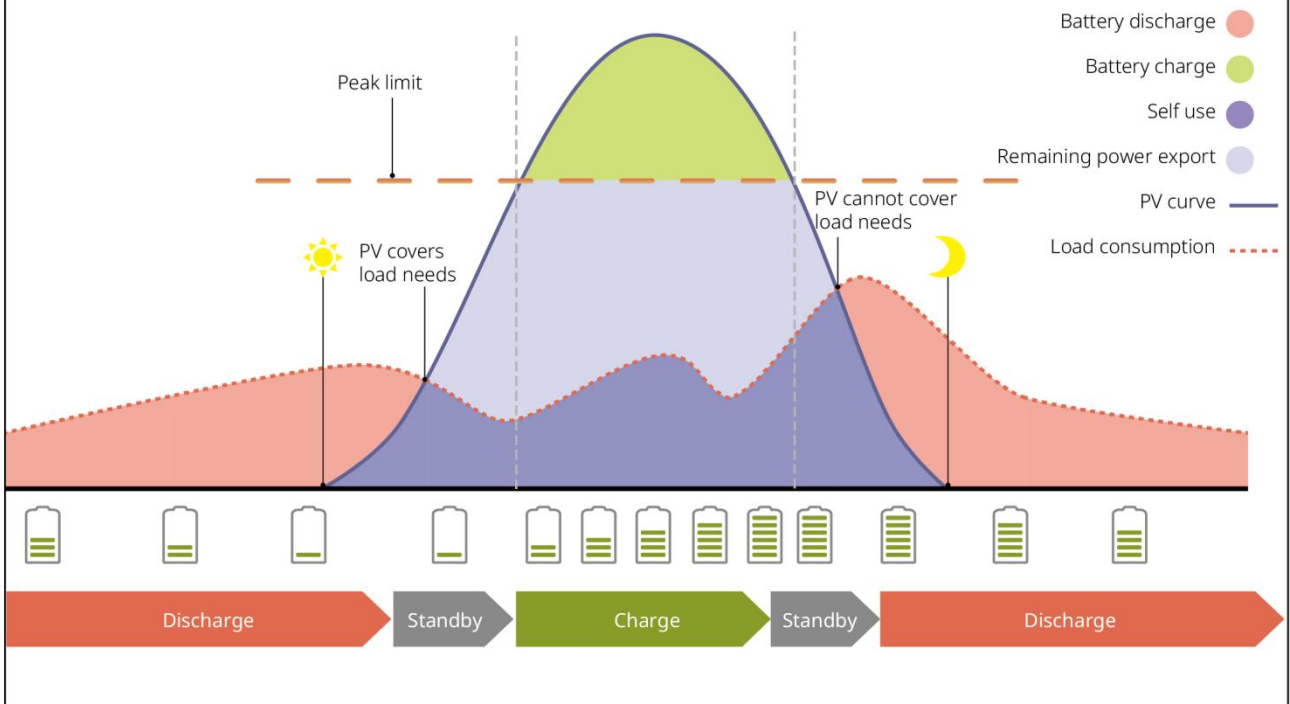 Battery discharge
Battery charge
Self use
Remaining power export
PV curve
Load consumption
Peak limit
PV covers
load needs
PV cannot cover
load needs
Discharge
Standby
Charge
Standby
Discharge